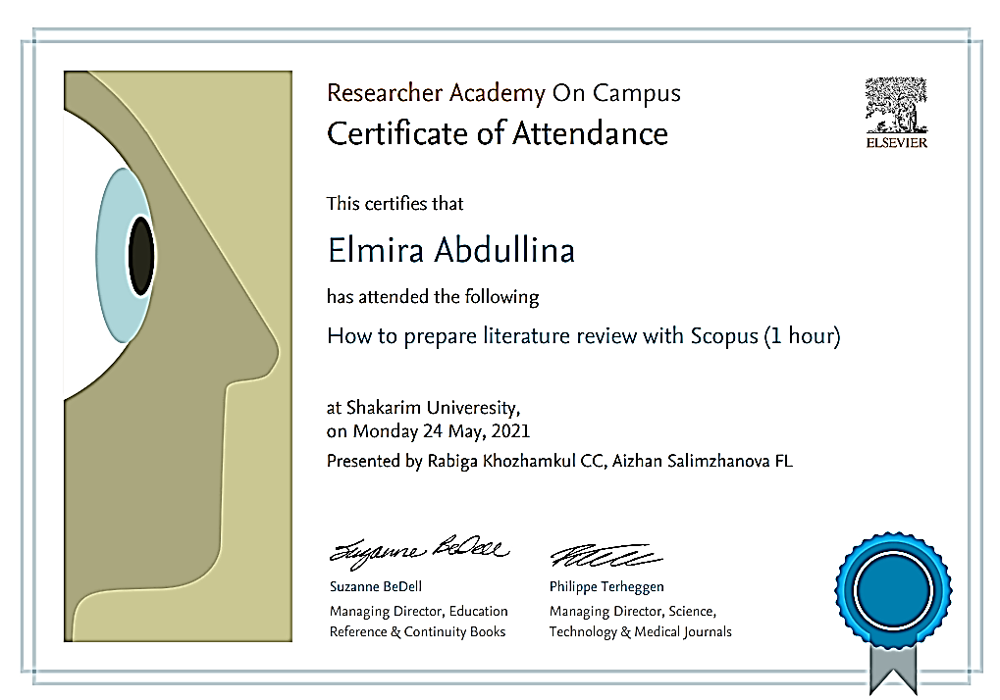 Researcher Academy On Campus
Certificate of Attendance
ELSEVIER
This certifies that
Elmira Abdullina
has attended the following
How to prepare literature review with Scopus (1 hour)
at Shakarim Univeresity,
on Monday 24 May, 2021
Presented by Rabiga Khozhamkul CC, Aizhan Salimzhanova FL
Suzanne BeDell
Suzanne BeDell
Managing Director, Education
Reference & Continuity Books
Philippe Terheggen
Managing Director, Science,
Technology & Medical Journals